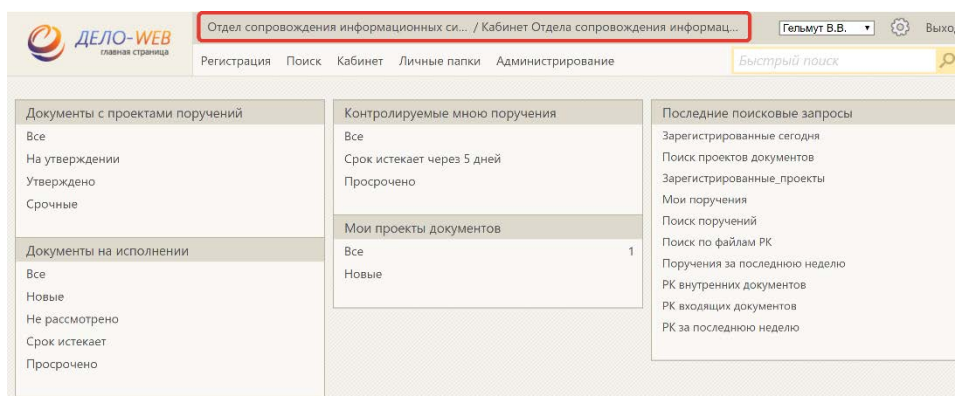 ДЕЛО-WEB
главная страница
Отдел сопровождения информационных си... / Кабинет Отдела сопровождения информац...
Гельмут В.В.
Выход
Регистрация Поиск Кабинет Личные папки Администрирование
Быстрый поиск
Документы с проектами поручений
Все
На утверждении
Утверждено
Срочные
Документы на исполнении
Все
Новые
Не рассмотрено
Срок истекает
Просрочено
Контролируемые мною поручения
Все
Срок истекает через 5 дней
Просрочено
Мои проекты документов
Все 1
Новые
Последние поисковые запросы
Зарегистрированные сегодня
Поиск проектов документов
Зарегистрированные_проекты
Мои поручения
Поиск поручений
Поиск по файлам РК
Поручения за последнюю неделю
РК внутренних документов
РК входящих документов
РК за последнюю неделю